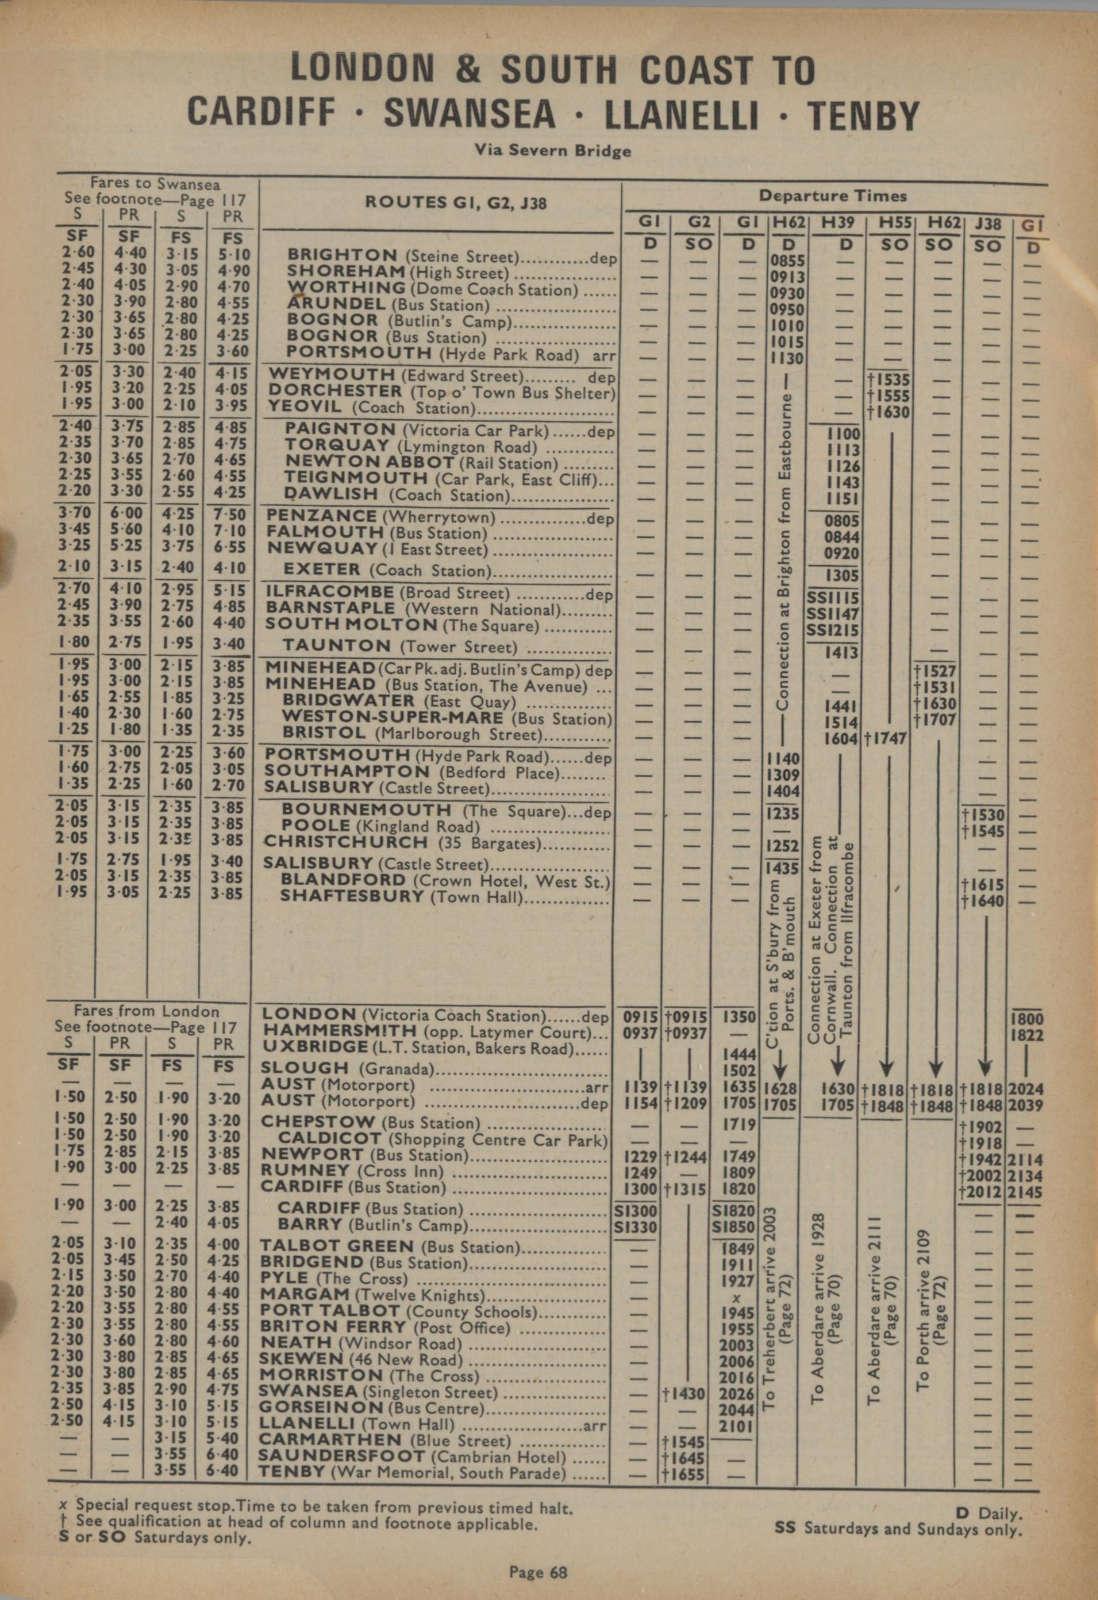 LONDON & SOUTH COAST TO
CARDIFF · SWANSEA · LLANELLI · TENBY
Via Severn Bridge
Fares to Swansea
See footnote—Page 117
ROUTES G1, G2, J38
Departure Times
S PR S PR G1 G2 G1 H62 H39 H55 H62 J38 G1
SF SF FS FS D SO D D D SO SO SO D
2·60 4·40 3·15 5·10 BRIGHTON (Steine Street)............dep — — — 0855 — — — — —
2·45 4·30 3·05 4·90 SHOREHAM (High Street) ............... — — — 0913 — — — — —
2·40 4·05 2·90 4·70 WORTHING (Dome Coach Station) ...... — — — 0930 — — — — —
2·30 3·90 2·80 4·55 ARUNDEL (Bus Station) .................. — — — 0950 — — — — —
2·30 3·65 2·80 4·25 BOGNOR (Butlin's Camp).................. — — — 1010 — — — — —
2·30 3·65 2·80 4·25 BOGNOR (Bus Station) .................. — — — 1015 — — — — —
1·75 3·00 2·25 3·60 PORTSMOUTH (Hyde Park Road) arr — — — 1130 — — — — —
2·05 3·30 2·40 4·15 WEYMOUTH (Edward Street)......... dep — — — — †1535 — — —
1·95 3·20 2·25 4·05 DORCHESTER (Top o' Town Bus Shelter) — — — — †1555 — — —
1·95 3·00 2·10 3·95 YEOVIL (Coach Station)..................... — — — — †1630 — — —
2·40 3·75 2·85 4·85 PAIGNTON (Victoria Car Park) ......dep — — — 1100 — — —
2·35 3·70 2·85 4·75 TORQUAY (Lymington Road) ............ — — — 1113 — — —
2·30 3·65 2·70 4·65 NEWTON ABBOT (Rail Station) ......... — — — 1126 — — —
2·25 3·55 2·60 4·55 TEIGNMOUTH (Car Park, East Cliff)... — — — 1143 — — —
2·20 3·30 2·55 4·25 DAWLISH (Coach Station).................. — — — 1151 — — —
3·70 6·00 4·25 7·50 PENZANCE (Wherrytown) ...............dep — — — 0805 — — —
3·45 5·60 4·10 7·10 FALMOUTH (Bus Station) .................. — — — 0844 — — —
3·25 5·25 3·75 6·55 NEWQUAY (1 East Street) .................. — — — 0920 — — —
2·10 3·15 2·40 4·10 EXETER (Coach Station)..................... — — — 1305 — — —
2·70 4·10 2·95 5·15 ILFRACOMBE (Broad Street) ............dep — — — SS1115 — — —
2·45 3·90 2·75 4·85 BARNSTAPLE (Western National)......... — — — SS1147 — — —
2·35 3·55 2·60 4·40 SOUTH MOLTON (The Square) ............ — — — SS1215 — — —
1·80 2·75 1·95 3·40 TAUNTON (Tower Street) ............... — — — 1413 — — —
Connection at Brighton from Eastbourne
1·95 3·00 2·15 3·85 MINEHEAD (Car Pk. adj. Butlin's Camp) dep — — — — †1527 — —
1·95 3·00 2·15 3·85 MINEHEAD (Bus Station, The Avenue) ... — — — — †1531 — —
1·65 2·55 1·85 3·25 BRIDGWATER (East Quay) ............... — — — 1441 †1630 — —
1·40 2·30 1·60 2·75 WESTON-SUPER-MARE (Bus Station) — — — 1514 †1707 — —
1·25 1·80 1·35 2·35 BRISTOL (Marlborough Street)............ — — — 1604 †1747 — —
1·75 3·00 2·25 3·60 PORTSMOUTH (Hyde Park Road)......dep — — — 1140 — —
1·60 2·75 2·05 3·05 SOUTHAMPTON (Bedford Place)......... — — — 1309 — —
1·35 2·25 1·60 2·70 SALISBURY (Castle Street).................. — — — 1404 — —
2·05 3·15 2·35 3·85 BOURNEMOUTH (The Square)...dep — — — 1235 †1530 —
2·05 3·15 2·35 3·85 POOLE (Kingland Road) .................. — — — | †1545 —
2·05 3·15 2·35 3·85 CHRISTCHURCH (35 Bargates)............ — — — 1252 — —
1·75 2·75 1·95 3·40 SALISBURY (Castle Street).................. — — — 1435 — —
2·05 3·15 2·35 3·85 BLANDFORD (Crown Hotel, West St.) — — — †1615 —
1·95 3·05 2·25 3·85 SHAFTESBURY (Town Hall)............... — — — †1640 —
C'tion at S'bury from
Ports. & B'mouth
Connection at Exeter from
Cornwall. Connection at
Taunton from Ilfracombe
Fares from London
See footnote—Page 117
S PR S PR
SF SF FS FS
LONDON (Victoria Coach Station)......dep 0915 †0915 1350 1800
HAMMERSMITH (opp. Latymer Court)... 0937 †0937 — 1822
UXBRIDGE (L.T. Station, Bakers Road)...... 1444
SLOUGH (Granada)........................... 1502
— — — — AUST (Motorport) .....................arr 1139 †1139 1635 1628 1630 †1818 †1818 †1818 2024
1·50 2·50 1·90 3·20 AUST (Motorport) .....................dep 1154 †1209 1705 1705 1705 †1848 †1848 †1848 2039
1·50 2·50 1·90 3·20 CHEPSTOW (Bus Station) .................. — — 1719 †1902 —
1·50 2·50 1·90 3·20 CALDICOT (Shopping Centre Car Park) — — — †1918 —
1·75 2·85 2·15 3·85 NEWPORT (Bus Station)..................... 1229 †1244 1749 †1942 2114
1·90 3·00 2·25 3·85 RUMNEY (Cross Inn) ..................... 1249 — 1809 †2002 2134
— — — — CARDIFF (Bus Station) ..................... 1300 †1315 1820 †2012 2145
1·90 3·00 2·25 3·85 CARDIFF (Bus Station) .................. S1300 S1820 — —
— — 2·40 4·05 BARRY (Butlin's Camp)..................... S1330 S1850 — —
2·05 3·10 2·35 4·00 TALBOT GREEN (Bus Station)............... — 1849 — —
2·05 3·45 2·50 4·25 BRIDGEND (Bus Station)..................... — 1911 — —
2·15 3·50 2·70 4·40 PYLE (The Cross) ........................... — 1927 — —
2·20 3·50 2·80 4·40 MARGAM (Twelve Knights).................. — x — —
2·20 3·55 2·80 4·55 PORT TALBOT (County Schools)............ — 1945 — —
2·30 3·55 2·80 4·55 BRITON FERRY (Post Office) ............ — 1955 — —
2·30 3·60 2·80 4·60 NEATH (Windsor Road) ..................... — 2003 — —
2·30 3·80 2·85 4·65 SKEWEN (46 New Road) ..................... — 2006 — —
2·30 3·80 2·85 4·65 MORRISTON (The Cross) .................. — 2016 — —
2·35 3·85 2·90 4·75 SWANSEA (Singleton Street) ............... — †1430 2026 — —
2·50 4·15 3·10 5·15 GORSEINON (Bus Centre).................. — — 2044 — —
2·50 4·15 3·10 5·15 LLANELLI (Town Hall) .....................arr — — 2101 — —
— — 3·15 5·40 CARMARTHEN (Blue Street) ............ — †1545 — —
— — 3·55 6·40 SAUNDERSFOOT (Cambrian Hotel) ...... — †1645 — — —
— — 3·55 6·40 TENBY (War Memorial, South Parade) ...... — †1655 — — —
To Treherbert arrive 2003
(Page 72)
To Aberdare arrive 1928
(Page 70)
To Aberdare arrive 2111
(Page 70)
To Porth arrive 2109
(Page 72)
x Special request stop. Time to be taken from previous timed halt.
† See qualification at head of column and footnote applicable.
S or SO Saturdays only.
D Daily.
SS Saturdays and Sundays only.
Page 68